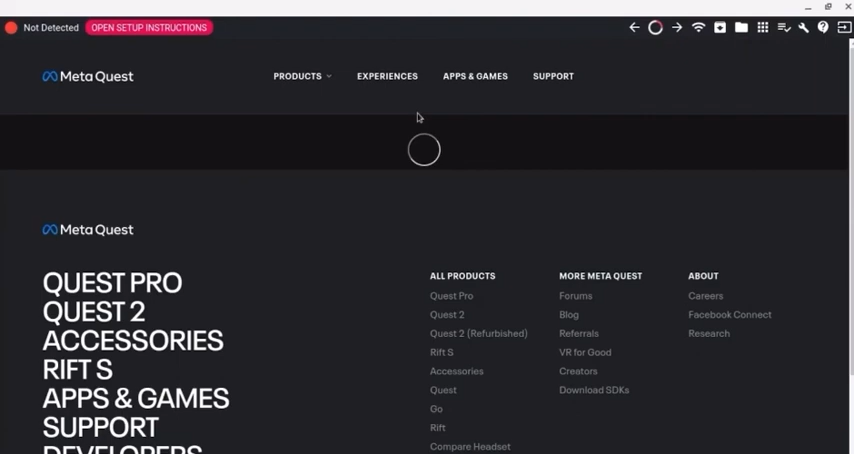 Not Detected OPEN SETUP INSTRUCTIONS
Meta Quest PRODUCTS EXPERIENCES APPS & GAMES SUPPORT
Meta Quest
QUEST PRO
QUEST 2
ACCESSORIES
RIFT S
APPS & GAMES
SUPPORT
DEVELOPERS
ALL PRODUCTS
Quest Pro
Quest 2
Quest 2 (Refurbished)
Rift S
Accessories
Quest
Go
Rift
Compare Headset
MORE META QUEST
Forums
Blog
Referrals
VR for Good
Creators
Download SDKs
ABOUT
Careers
Facebook Connect
Research